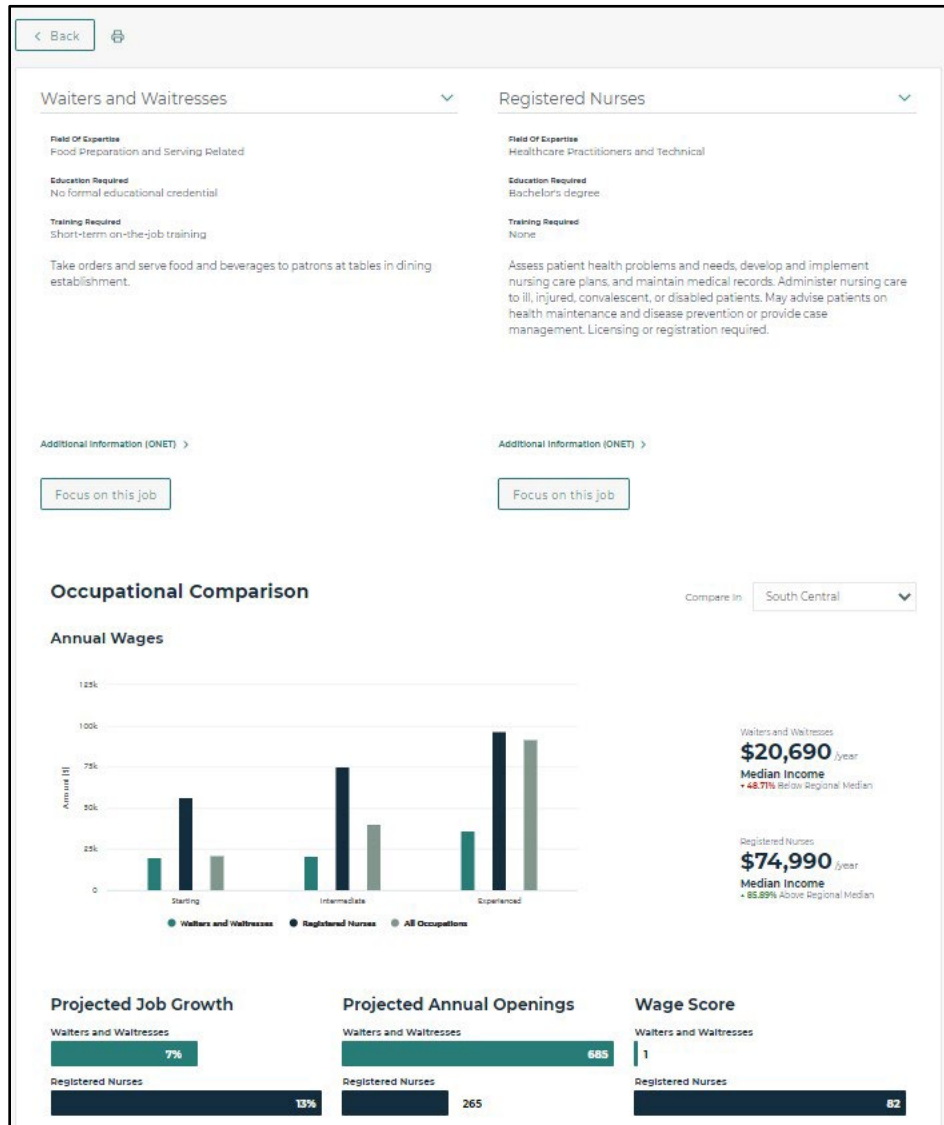 Back
Waiters and Waitresses
Field Of Expertise
Food Preparation and Serving Related
Education Required
No formal educational credential
Training Required
Short-term on-the-job training
Take orders and serve food and beverages to patrons at tables in dining
establishment.
Additional Information (ONET)
Focus on this job
Registered Nurses
Field Of Expertise
Healthcare Practitioners and Technical
Education Required
Bachelor's degree
Training Required
None
Assess patient health problems and needs, develop and implement
nursing care plans, and maintain medical records. Administer nursing care
to ill, injured, convalescent, or disabled patients. May advise patients on
health maintenance and disease prevention or provide case
management. Licensing or registration required.
Additional Information (ONET)
Focus on this job
Occupational Comparison
Compare in South Central
Annual Wages
Amount [$]
125k
100k
75k
50k
25k
0
Starting Intermediate Experienced
Waiters and Waitresses Registered Nurses All Occupations
Waiters and Waitresses
$20,690 /year
Median Income
48.71% Below Regional Median
Registered Nurses
$74,990 /year
Median Income
85.89% Above Regional Median
Projected Job Growth
Waiters and Waitresses
7%
Registered Nurses
13%
Projected Annual Openings
Waiters and Waitresses
685
Registered Nurses
265
Wage Score
Waiters and Waitresses
1
Registered Nurses
82